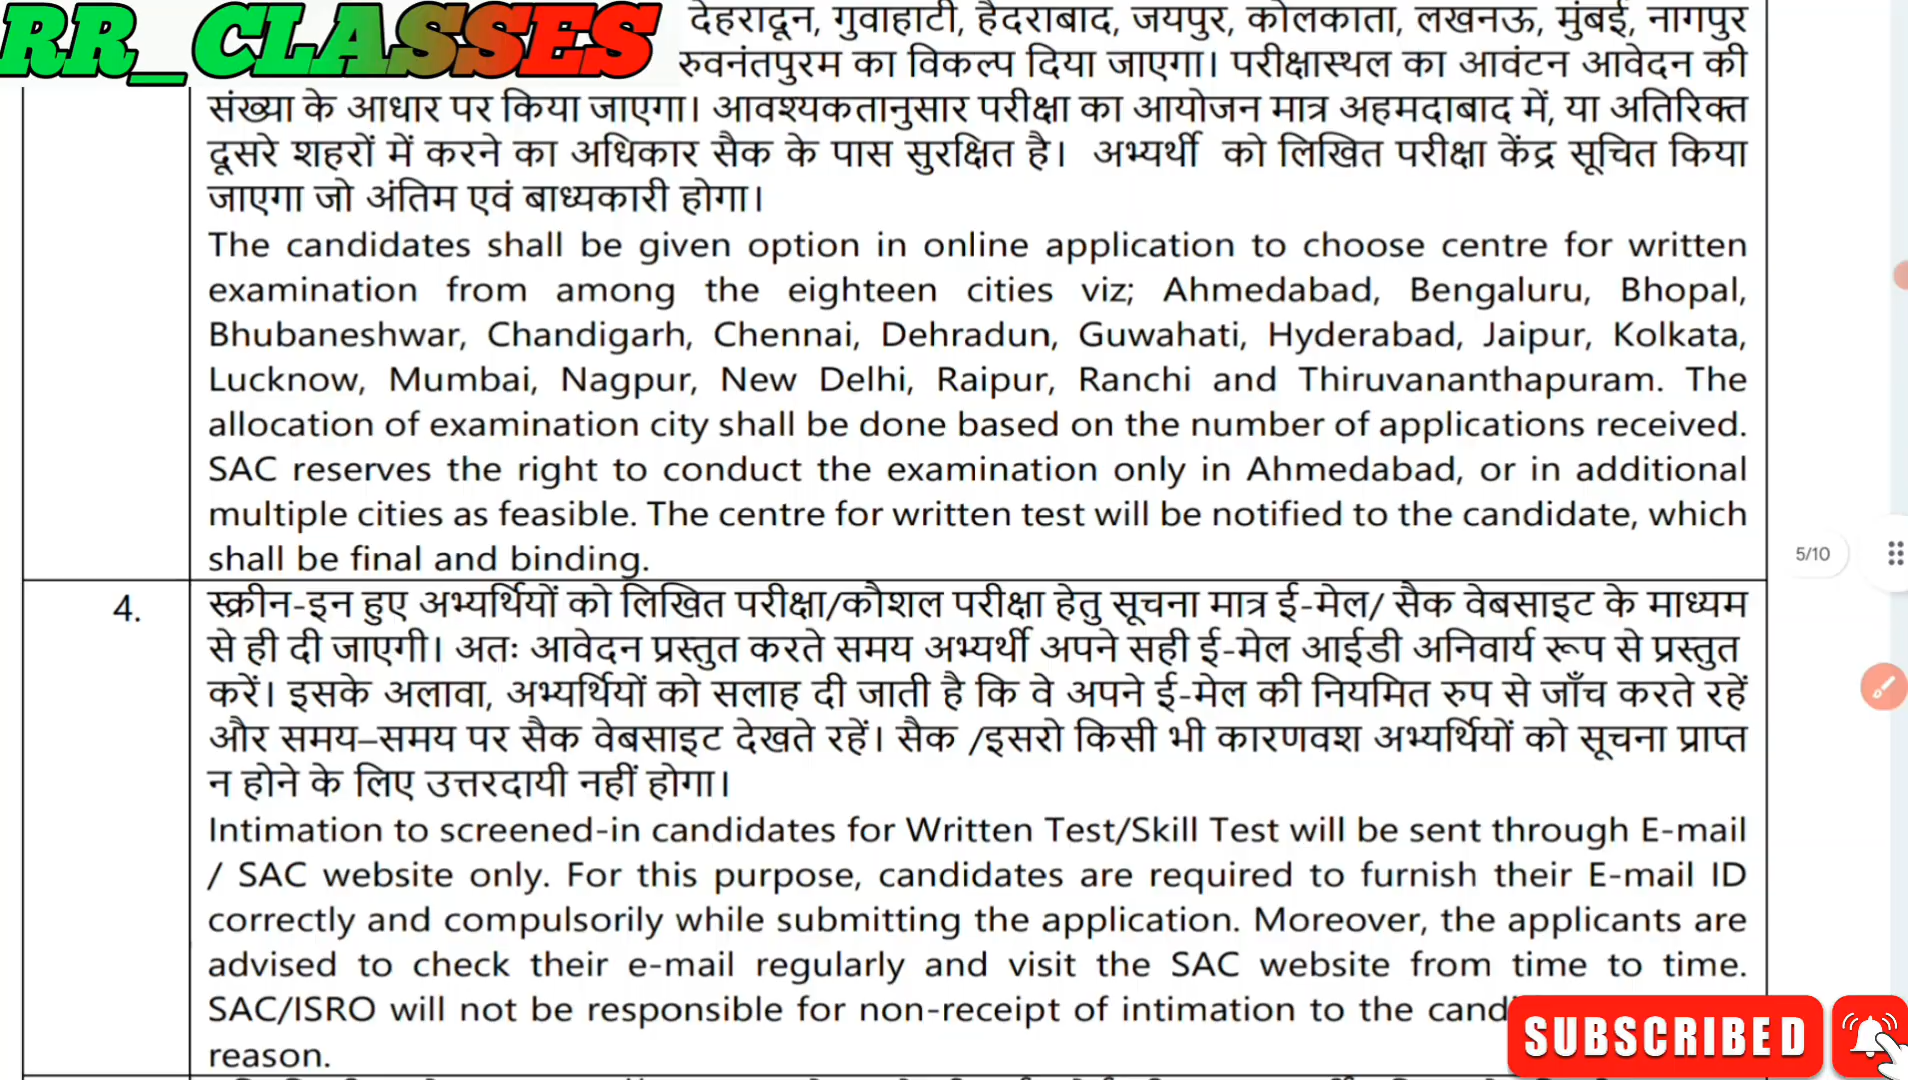 RR_CLASSES
देहरादून, गुवाहाटी, हैदराबाद, जयपुर, कोलकाता, लखनऊ, मुंबई, नागपुर
रुवनंतपुरम का विकल्प दिया जाएगा। परीक्षास्थल का आवंटन आवेदन की
संख्या के आधार पर किया जाएगा। आवश्यकतानुसार परीक्षा का आयोजन मात्र अहमदाबाद में, या अतिरिक्त
दूसरे शहरों में करने का अधिकार सैक के पास सुरक्षित है। अभ्यर्थी को लिखित परीक्षा केंद्र सूचित किया
जाएगा जो अंतिम एवं बाध्यकारी होगा।
The candidates shall be given option in online application to choose centre for written
examination from among the eighteen cities viz; Ahmedabad, Bengaluru, Bhopal,
Bhubaneshwar, Chandigarh, Chennai, Dehradun, Guwahati, Hyderabad, Jaipur, Kolkata,
Lucknow, Mumbai, Nagpur, New Delhi, Raipur, Ranchi and Thiruvananthapuram. The
allocation of examination city shall be done based on the number of applications received.
SAC reserves the right to conduct the examination only in Ahmedabad, or in additional
multiple cities as feasible. The centre for written test will be notified to the candidate, which
shall be final and binding.
5/10
4.
स्क्रीन-इन हुए अभ्यर्थियों को लिखित परीक्षा/कौशल परीक्षा हेतु सूचना मात्र ई-मेल/ सैक वेबसाइट के माध्यम
से ही दी जाएगी। अतः आवेदन प्रस्तुत करते समय अभ्यर्थी अपने सही ई-मेल आईडी अनिवार्य रूप से प्रस्तुत
करें। इसके अलावा, अभ्यर्थियों को सलाह दी जाती है कि वे अपने ई-मेल की नियमित रुप से जाँच करते रहें
और समय–समय पर सैक वेबसाइट देखते रहें। सैक /इसरो किसी भी कारणवश अभ्यर्थियों को सूचना प्राप्त
न होने के लिए उत्तरदायी नहीं होगा।
Intimation to screened-in candidates for Written Test/Skill Test will be sent through E-mail
/ SAC website only. For this purpose, candidates are required to furnish their E-mail ID
correctly and compulsorily while submitting the application. Moreover, the applicants are
advised to check their e-mail regularly and visit the SAC website from time to time.
SAC/ISRO will not be responsible for non-receipt of intimation to the cand
reason.
SUBSCRIBED